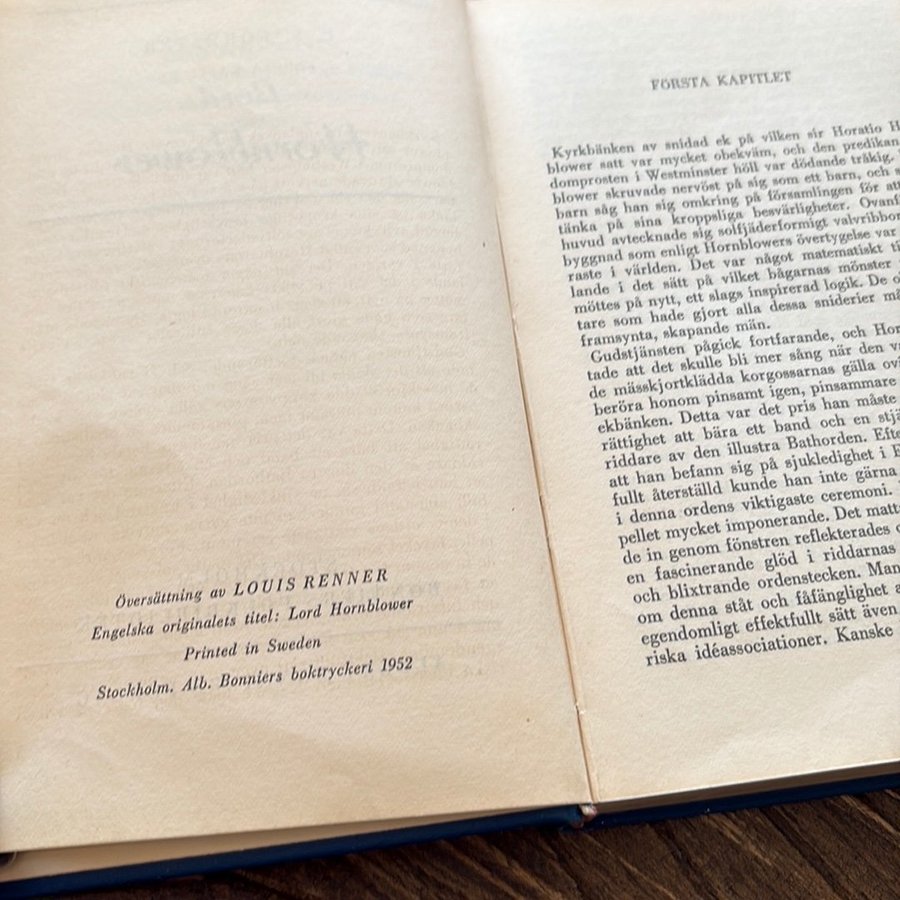 Översättning av LOUIS RENNER
Engelska originalets titel: Lord Hornblower
Printed in Sweden
Stockholm. Alb. Bonniers boktryckeri 1952
FÖRSTA KAPITLET
Kyrkbänken av snidad ek på vilken sir Horatio H
blower satt var mycket obekväm, och den predikan
domprosten i Westminster höll var dödande tråkig.
blower skruvade nervöst på sig som ett barn, och s
barn såg han sig omkring på församlingen för att
tänka på sina kroppsliga besvärligheter. Ovanf
huvud avtecknade sig solfjäderformigt valvribbor
byggnad som enligt Hornblowers övertygelse var
raste i världen. Det var något matematiskt ti
lande i det sätt på vilket bågarnas mönster
möttes på nytt, ett slags inspirerad logik. De o
tare som hade gjort alla dessa sniderier må
framsynta, skapande män.
Gudstjänsten pågick fortfarande, och Hor
tade att det skulle bli mer sång när den va
de mässkjortklädda korgossarnas gälla ovi
beröra honom pinsamt igen, pinsammare
ekbänken. Detta var det pris han måste
rättighet att bära ett band och en stjä
riddare av den illustra Bathorden. Efte
att han befann sig på sjukledighet i E
fullt återställd kunde han inte gärna
i denna ordens viktigaste ceremoni.
pellet mycket imponerande. Det matta
de in genom fönstren reflekterades o
en fascinerande glöd i riddarnas
och blixtrande ordenstecken. Man
om denna ståt och fåfänglighet a
egendomligt effektfullt sätt även
riska idéassociationer. Kanske